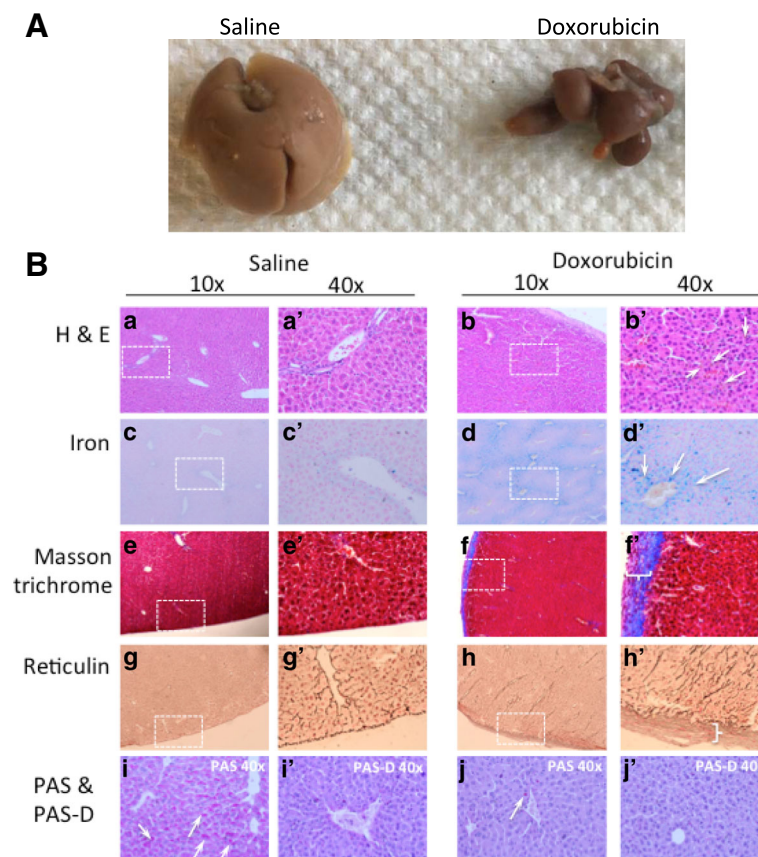 A
Saline Doxorubicin
B
Saline Doxorubicin
10x 40x 10x 40x
H & E
a a’ b b’
Iron
c c’ d d’
Masson
trichrome
e e’ f f’
Reticulin
g g’ h h’
PAS &
PAS-D
i PAS 40x i’ PAS-D 40x j PAS 40x j’ PAS-D 40